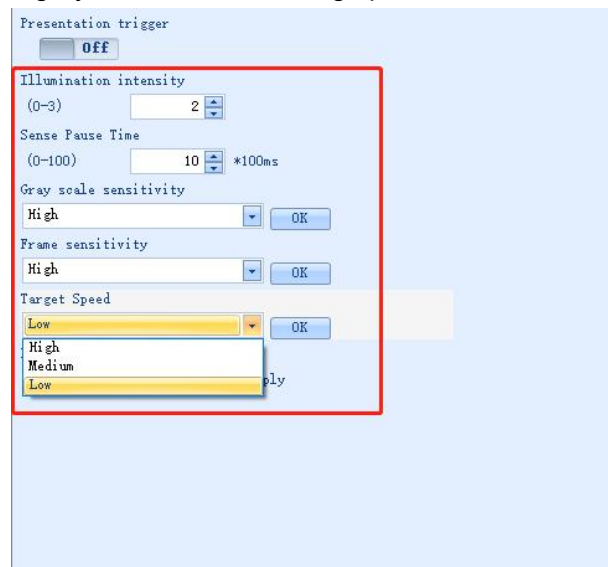 Presentation trigger
Off
Illumination intensity
(0-3) 2
Sense Pause Time
(0-100) 10 *100ms
Gray scale sensitivity
High OK
Frame sensitivity
High OK
Target Speed
Low OK
High
Medium
Low